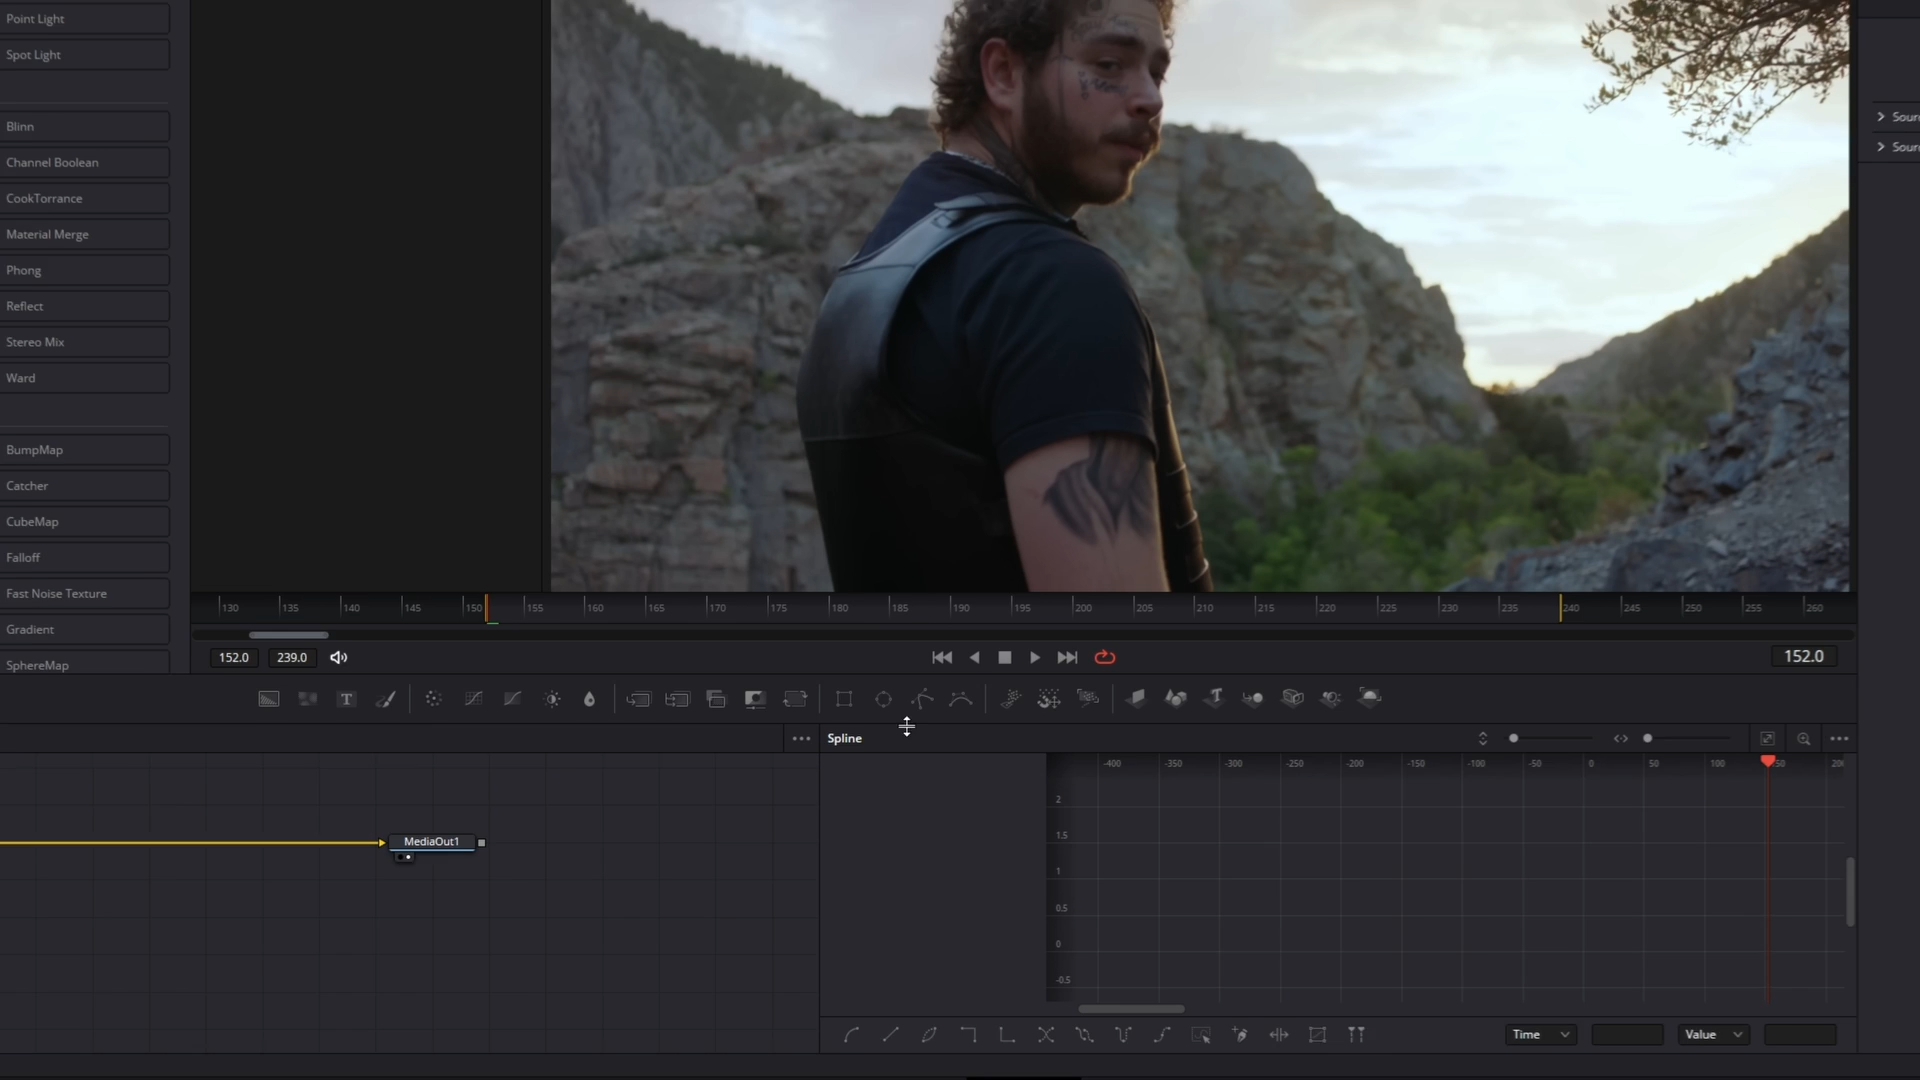 Point Light
Spot Light
Blinn
Channel Boolean
CookTorrance
Material Merge
Phong
Reflect
Stereo Mix
Ward
BumpMap
Catcher
CubeMap
Falloff
Fast Noise Texture
Gradient
SphereMap
Sour
Sour
130 135 140 145 150 155 160 165 170 175 180 185 190 195 200 205 210 215 220 225 230 235 240 245 250 255 260
152.0 239.0 152.0
T
Spline
-400 -350 -300 -250 -200 -150 -100 -50 0 50 100
2
1.5
1
0.5
0
-0.5
MediaOut1
Time Value